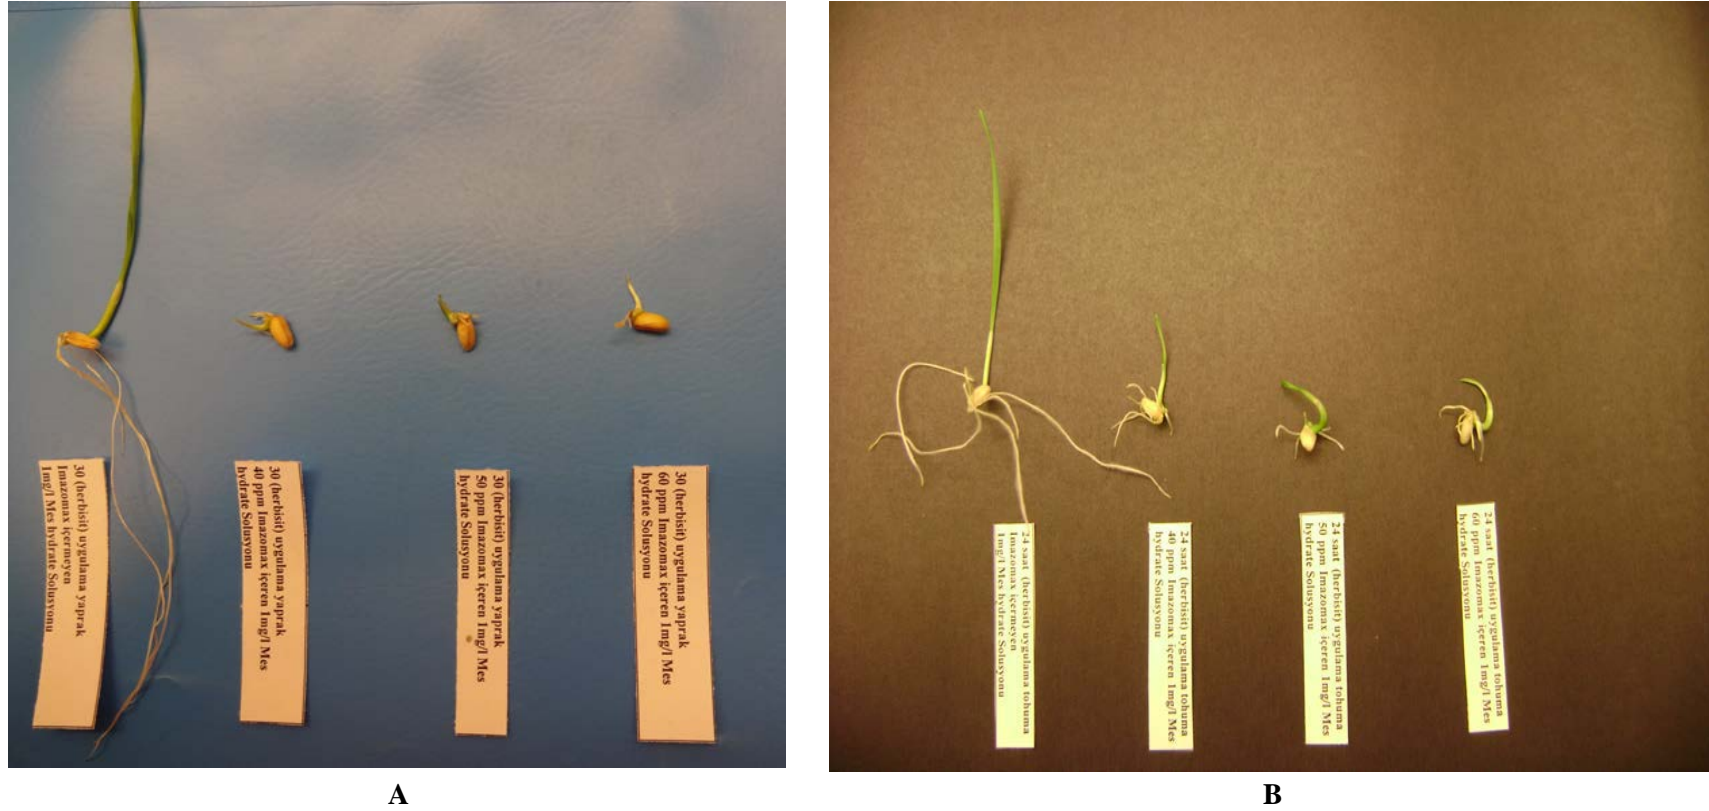 30 (herbisit) uygulama yaprak
Imazomax içermeyen
1mg/l Mes hydrate Solusyonu
30 (herbisit) uygulama yaprak
40 ppm Imazomax içeren 1mg/l Mes
hydrate Solusyonu
30 (herbisit) uygulama yaprak
50 ppm Imazomax içeren 1mg/l Mes
hydrate Solusyonu
30 (herbisit) uygulama yaprak
60 ppm Imazomax içeren 1mg/l Mes
hydrate Solusyonu
A
24 saat (herbisit) uygulama tohuma
Imazomax içermeyen
1mg/l Mes hydrate Solusyonu
24 saat (herbisit) uygulama tohuma
40 ppm Imazomax içeren 1mg/l Mes
hydrate Solusyonu
24 saat (herbisit) uygulama tohuma
50 ppm Imazomax içeren 1mg/l Mes
hydrate Solusyonu
24 saat (herbisit) uygulama tohuma
60 ppm Imazomax içeren 1mg/l Mes
hydrate Solusyonu
B